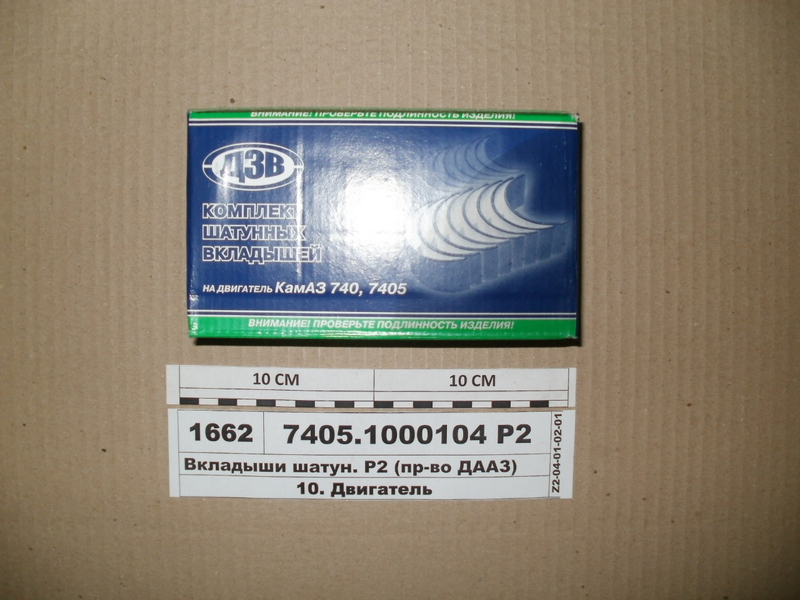 ВНИМАНИЕ! ПРОВЕРЬТЕ ПОДЛИННОСТЬ ИЗДЕЛИЯ!
ДЗВ
КОМПЛЕКТ
ШАТУННЫХ
ВКЛАДЫШЕЙ
НА ДВИГАТЕЛЬ КамАЗ 740, 7405
ВНИМАНИЕ! ПРОВЕРЬТЕ ПОДЛИННОСТЬ ИЗДЕЛИЯ!
10 СМ 10 СМ
1662 7405.1000104 Р2
Вкладыши шатун. Р2 (пр-во ДААЗ)
10. Двигатель
Z2-04-01-02-01